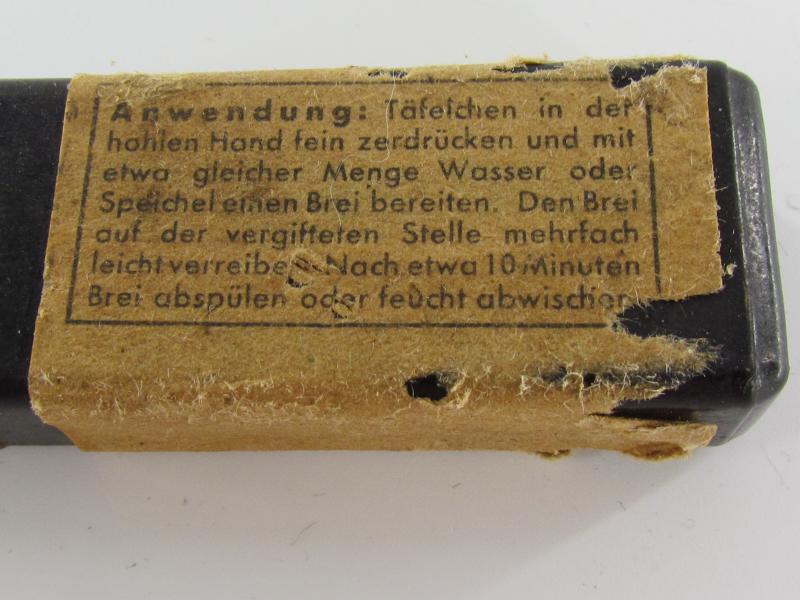 Anwendung: Täfelchen in der
hohlen Hand fein zerdrücken und mit
etwa gleicher Menge Wasser oder
Speichel einen Brei bereiten. Den Brei
auf der vergifteten Stelle mehrfach
leicht verreiben. Nach etwa 10 Minuten
Brei abspülen oder feucht abwischen.